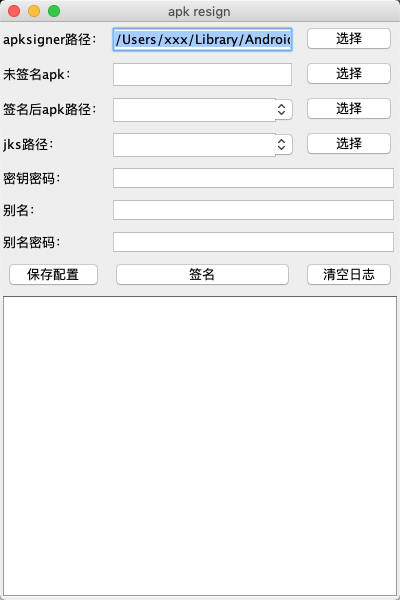 apk resign
apksigner路径： /Users/xxx/Library/Android 选择
未签名apk： 选择
签名后apk路径： 选择
jks路径： 选择
密钥密码：
别名：
别名密码：
保存配置 签名 清空日志